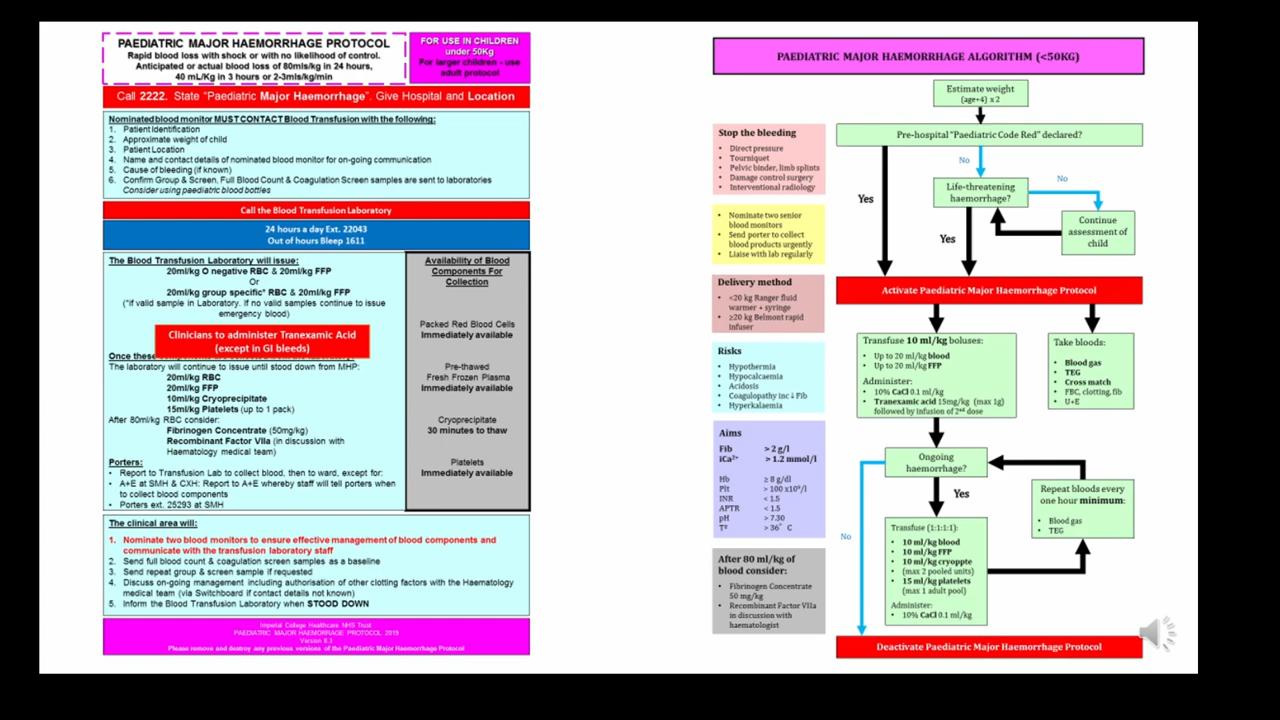 PAEDIATRIC MAJOR HAEMORRHAGE PROTOCOL
Rapid blood loss with shock or with no likelihood of control.
Anticipated or actual blood loss of 80mls/kg in 24 hours,
40 mL/Kg in 3 hours or 2-3mls/kg/min
FOR USE IN CHILDREN
under 50Kg
For larger children - use
adult protocol
Call 2222. State “Paediatric Major Haemorrhage”. Give Hospital and Location
Nominated blood monitor MUST CONTACT Blood Transfusion with the following:
1. Patient Identification
2. Approximate weight of child
3. Patient Location
4. Name and contact details of nominated blood monitor for on-going communication
5. Cause of bleeding (if known)
6. Confirm Group & Screen, Full Blood Count & Coagulation Screen samples are sent to laboratories
Consider using paediatric blood bottles
Call the Blood Transfusion Laboratory
24 hours a day Ext. 22043
Out of hours Bleep 1611
The Blood Transfusion Laboratory will issue:
20ml/kg O negative RBC & 20ml/kg FFP
Or
20ml/kg group specific* RBC & 20ml/kg FFP
(*if valid sample in Laboratory. If no valid samples continue to issue
emergency blood)
Clinicians to administer Tranexamic Acid
(except in GI bleeds)
Once these
The laboratory will continue to issue until stood down from MHP:
20ml/kg RBC
20ml/kg FFP
10ml/kg Cryoprecipitate
15ml/kg Platelets (up to 1 pack)
After 80ml/kg RBC consider:
Fibrinogen Concentrate (50mg/kg)
Recombinant Factor VIIa (in discussion with
Haematology medical team)
Porters:
• Report to Transfusion Lab to collect blood, then to ward, except for:
• A+E at SMH & CXH: Report to A+E whereby staff will tell porters when
to collect blood components
• Porters ext. 25293 at SMH
Availability of Blood
Components For
Collection
Packed Red Blood Cells
Immediately available
Pre-thawed
Fresh Frozen Plasma
Immediately available
Cryoprecipitate
30 minutes to thaw
Platelets
Immediately available
The clinical area will:
1. Nominate two blood monitors to ensure effective management of blood components and
communicate with the transfusion laboratory staff
2. Send full blood count & coagulation screen samples as a baseline
3. Send repeat group & screen sample if requested
4. Discuss on-going management including authorisation of other clotting factors with the Haematology
medical team (via Switchboard if contact details not known)
5. Inform the Blood Transfusion Laboratory when STOOD DOWN
Imperial College Healthcare NHS Trust
PAEDIATRIC MAJOR HAEMORRAGE PROTOCOL 2019
Please remove and destroy any previous versions of the Paediatric Major Haemorrhage Protocol
PAEDIATRIC MAJOR HAEMORRHAGE ALGORITHM (<50KG)
Estimate weight
(age+4) x 2
Pre-hospital “Paediatric Code Red” declared?
No
No
Life-threatening
haemorrhage?
Yes
Continue
assessment of
child
Yes
Activate Paediatric Major Haemorrhage Protocol
Stop the bleeding
• Direct pressure
• Tourniquet
• Pelvic binder, limb splints
• Damage control surgery
• Interventional radiology
• Nominate two senior
blood monitors
• Send porter to collect
blood products urgently
• Liaise with lab regularly
Delivery method
• <20 kg Ranger fluid
warmer + syringe
• ≥20 kg Belmont rapid
infuser
Risks
• Hypothermia
• Hypocalcaemia
• Acidosis
• Coagulopathy inc ↓ Fib
• Hyperkalaemia
Aims
Fib > 2 g/l
iCa²⁺ > 1.2 mmol/l
Hb ≥ 8 g/dl
Plt > 100 x10⁹/l
INR < 1.5
APTR < 1.5
pH > 7.30
Tº > 36° C
After 80 ml/kg of
blood consider:
• Fibrinogen Concentrate
50 mg/kg
• Recombinant Factor VIIa
in discussion with
haematologist
Transfuse 10 ml/kg boluses:
• Up to 20 ml/kg blood
• Up to 20 ml/kg FFP
Administer:
• 10% CaCl 0.1 ml/kg
• Tranexamic acid 15mg/kg (max 1g)
followed by infusion of 2ⁿᵈ dose
Take bloods:
• Blood gas
• TEG
• Cross match
• FBC, clotting, fib
• U+E
Ongoing
haemorrhage?
Yes
No
Repeat bloods every
one hour minimum:
• Blood gas
• TEG
Transfuse (1:1:1:1):
• 10 ml/kg blood
• 10 ml/kg FFP
• 10 ml/kg cryoppte
• (max 2 pooled units)
• 15 ml/kg platelets
(max 1 adult pool)
Administer:
• 10% CaCl 0.1 ml/kg
Deactivate Paediatric Major Haemorrhage Protocol